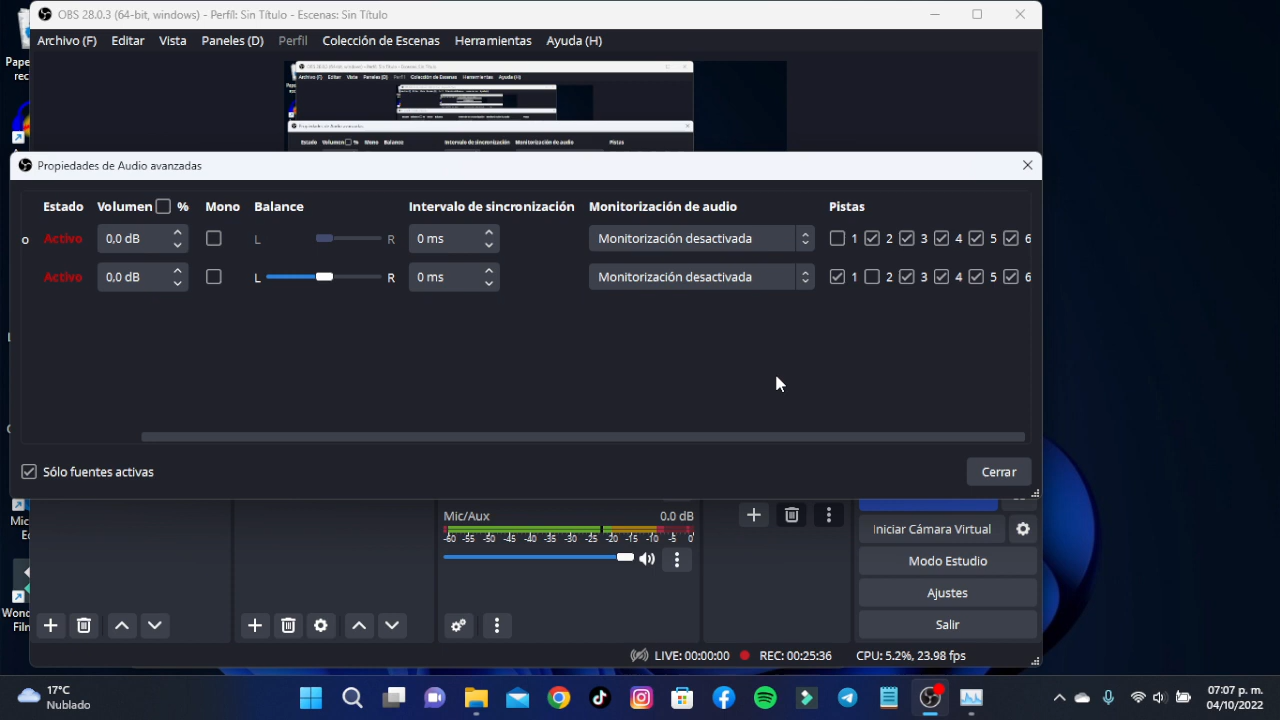 OBS 28.0.3 (64-bit, windows) - Perfíl: Sin Título - Escenas: Sin Título
Archivo (F) Editar Vista Paneles (D) Perfil Colección de Escenas Herramientas Ayuda (H)
Propiedades de Audio avanzadas
Estado Volumen % Mono Balance Intervalo de sincronización Monitorización de audio Pistas
o Activo 0,0 dB L R 0 ms Monitorización desactivada 1 2 3 4 5 6
Activo 0,0 dB L R 0 ms Monitorización desactivada 1 2 3 4 5 6
Sólo fuentes activas
Cerrar
Mic/Aux 0.0 dB
-60 -55 -50 -45 -40 -35 -30 -25 -20 -15 -10 -5 0
Iniciar Cámara Virtual
Modo Estudio
Ajustes
Salir
LIVE: 00:00:00 REC: 00:25:36 CPU: 5.2%, 23.98 fps
17°C
Nublado
07:07 p. m.
04/10/2022